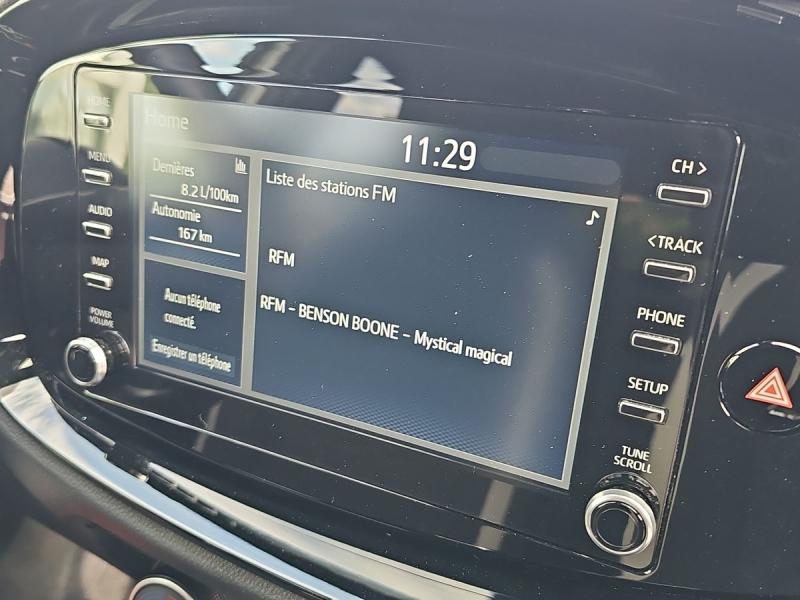 HOME
MENU
AUDIO
MAP
POWER
VOLUME
Home
11:29
Dernières
8.2 L/100km
Autonomie
167 km
Aucun téléphone
connecté.
Enregistrer un téléphone
Liste des stations FM
RFM
RFM - BENSON BOONE - Mystical magical
CH >
< TRACK
PHONE
SETUP
TUNE
SCROLL